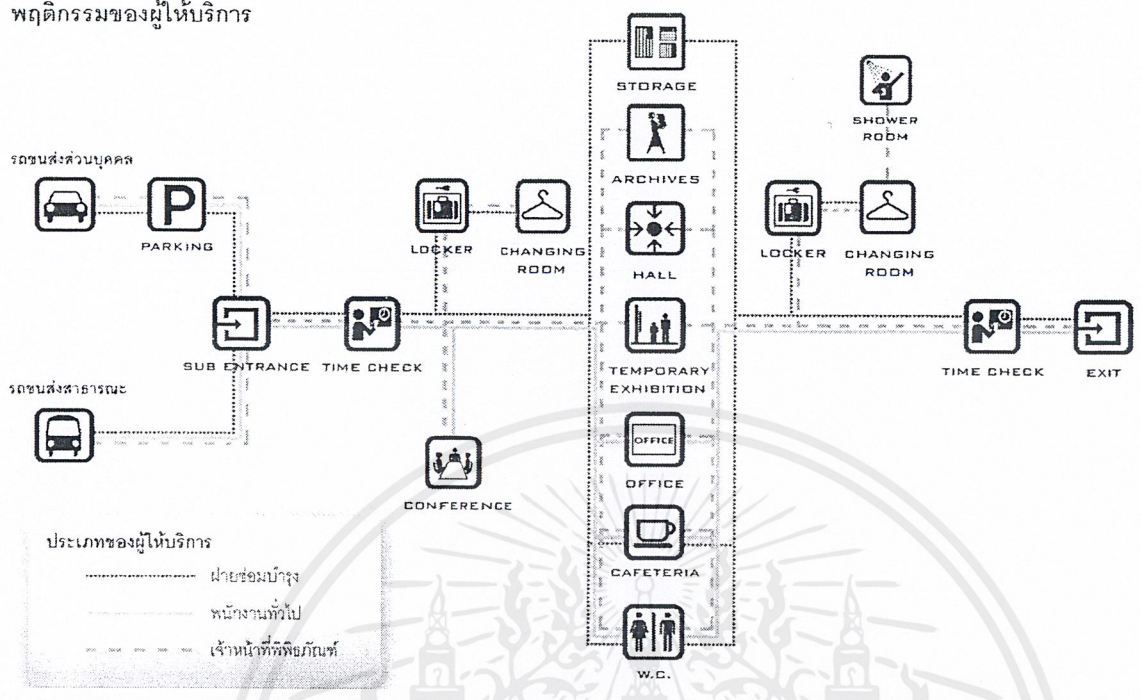 พฤติกรรมของผู้ให้บริการ
STORAGE
SHOWER
ROOM
ARCHIVES
รถขนส่งส่วนบุคคล
P
PARKING
LOCKER
CHANGING
ROOM
HALL
LOCKER
CHANGING
ROOM
SUB ENTRANCE
TIME CHECK
TEMPORARY
EXHIBITION
TIME CHECK
EXIT
รถขนส่งสาธารณะ
OFFICE
OFFICE
CONFERENCE
CAFETERIA
W.C.
ประเภทของผู้ให้บริการ
ฝ่ายซ่อมบำรุง
พนักงานทั่วไป
เจ้าหน้าที่พิพิธภัณฑ์